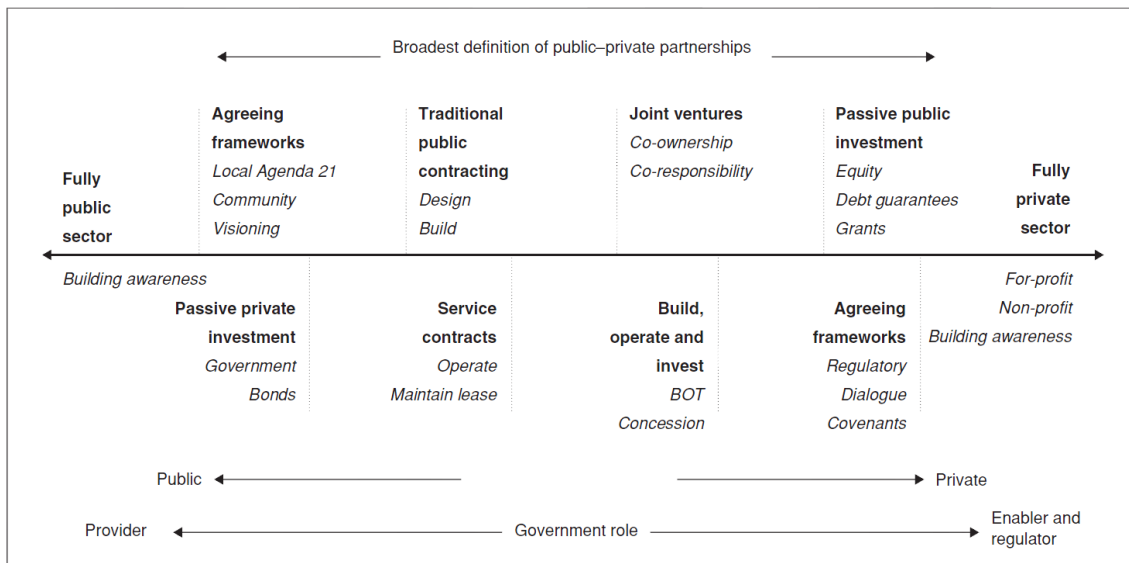 Broadest definition of public–private partnerships
Fully
public
sector
Agreeing
frameworks
Local Agenda 21
Community
Visioning
Traditional
public
contracting
Design
Build
Joint ventures
Co-ownership
Co-responsibility
Passive public
investment
Equity
Debt guarantees
Grants
Fully
private
sector
Building awareness
Passive private
investment
Government
Bonds
Service
contracts
Operate
Maintain lease
Build,
operate and
invest
BOT
Concession
Agreeing
frameworks
Regulatory
Dialogue
Covenants
For-profit
Non-profit
Building awareness
Public
Private
Provider
Government role
Enabler and
regulator